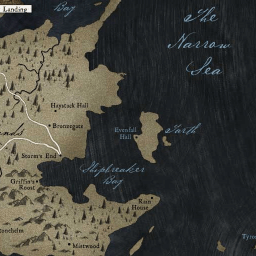 Bay
Landing
The
Narrow
Sea
Haystack Hall
Bronzegate
Evenfall
Hall
Tarth
Storm's End
Shipbreaker
Bay
Griffin's
Roost
Rain
House
Mistwood